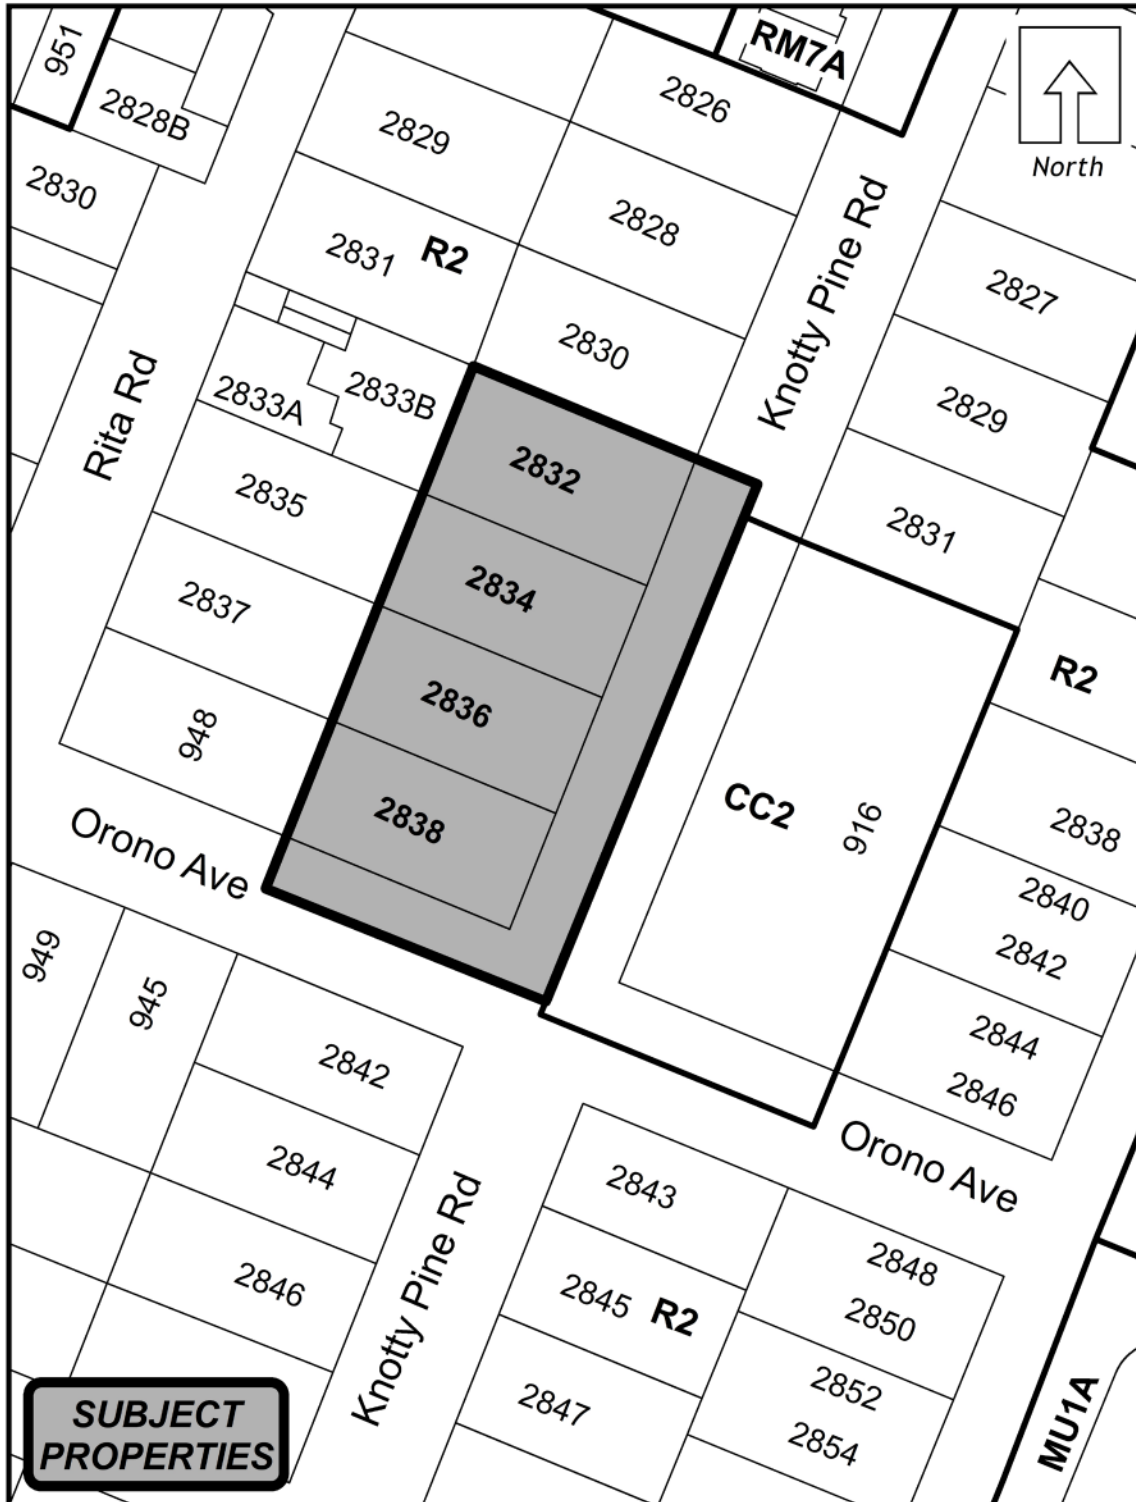 951
RM7A
2828B
2829
2826
North
2830
2831
R2
2828
Knotty Pine Rd
2827
2830
Rita Rd
2833A
2833B
2829
2832
2835
2831
2834
2837
2836
R2
948
CC2
916
2838
2838
Orono Ave
2840
949
945
2842
2842
2844
2844
2846
Orono Ave
2843
2846
Knotty Pine Rd
2845
R2
2848
2850
2847
2852
2854
MU1A
SUBJECT
PROPERTIES